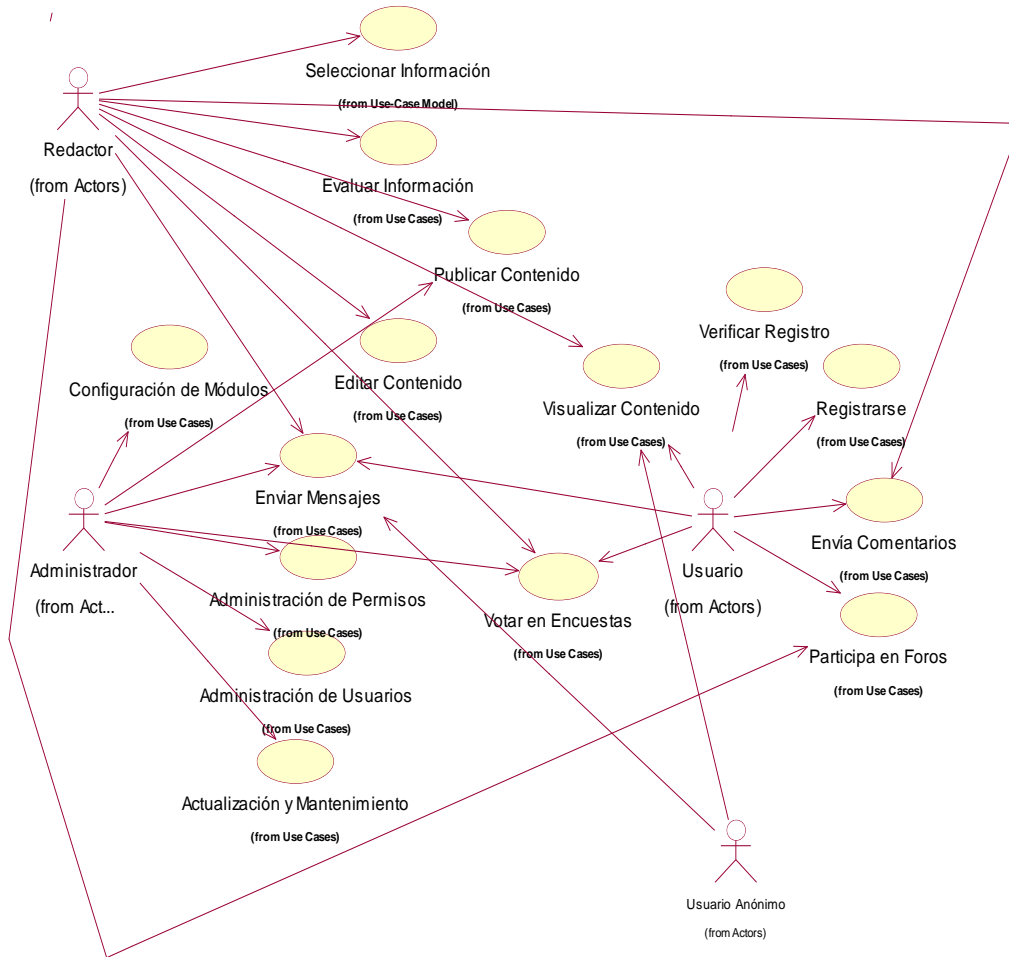 Seleccionar Información
(from Use-Case Model)
Redactor
(from Actors)
Evaluar Información
(from Use Cases)
Publicar Contenido
(from Use Cases)
Verificar Registro
(from Use Cases)
Configuración de Módulos
(from Use Cases)
Editar Contenido
(from Use Cases)
Visualizar Contenido
(from Use Cases)
Registrarse
(from Use Cases)
Enviar Mensajes
(from Use Cases)
Administrador
(from Act...
Administración de Permisos
(from Use Cases)
Votar en Encuestas
(from Use Cases)
Usuario
(from Actors)
Envía Comentarios
(from Use Cases)
Participa en Foros
(from Use Cases)
Administración de Usuarios
(from Use Cases)
Actualización y Mantenimiento
(from Use Cases)
Usuario Anónimo
(from Actors)